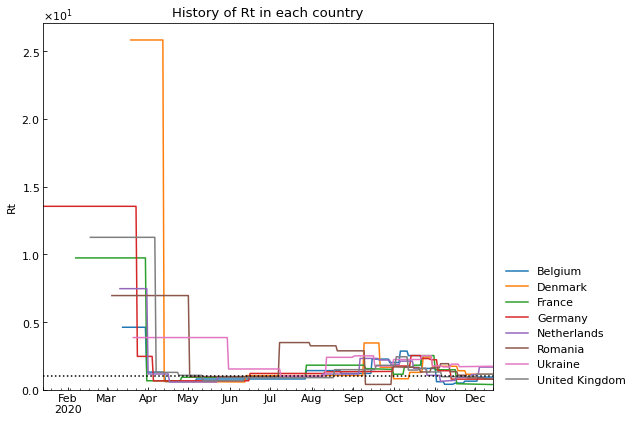 History of Rt in each country
×10¹
2.5
2.0
1.5
1.0
0.5
0.0
Rt
Feb Mar Apr May Jun Jul Aug Sep Oct Nov Dec
2020
Belgium
Denmark
France
Germany
Netherlands
Romania
Ukraine
United Kingdom